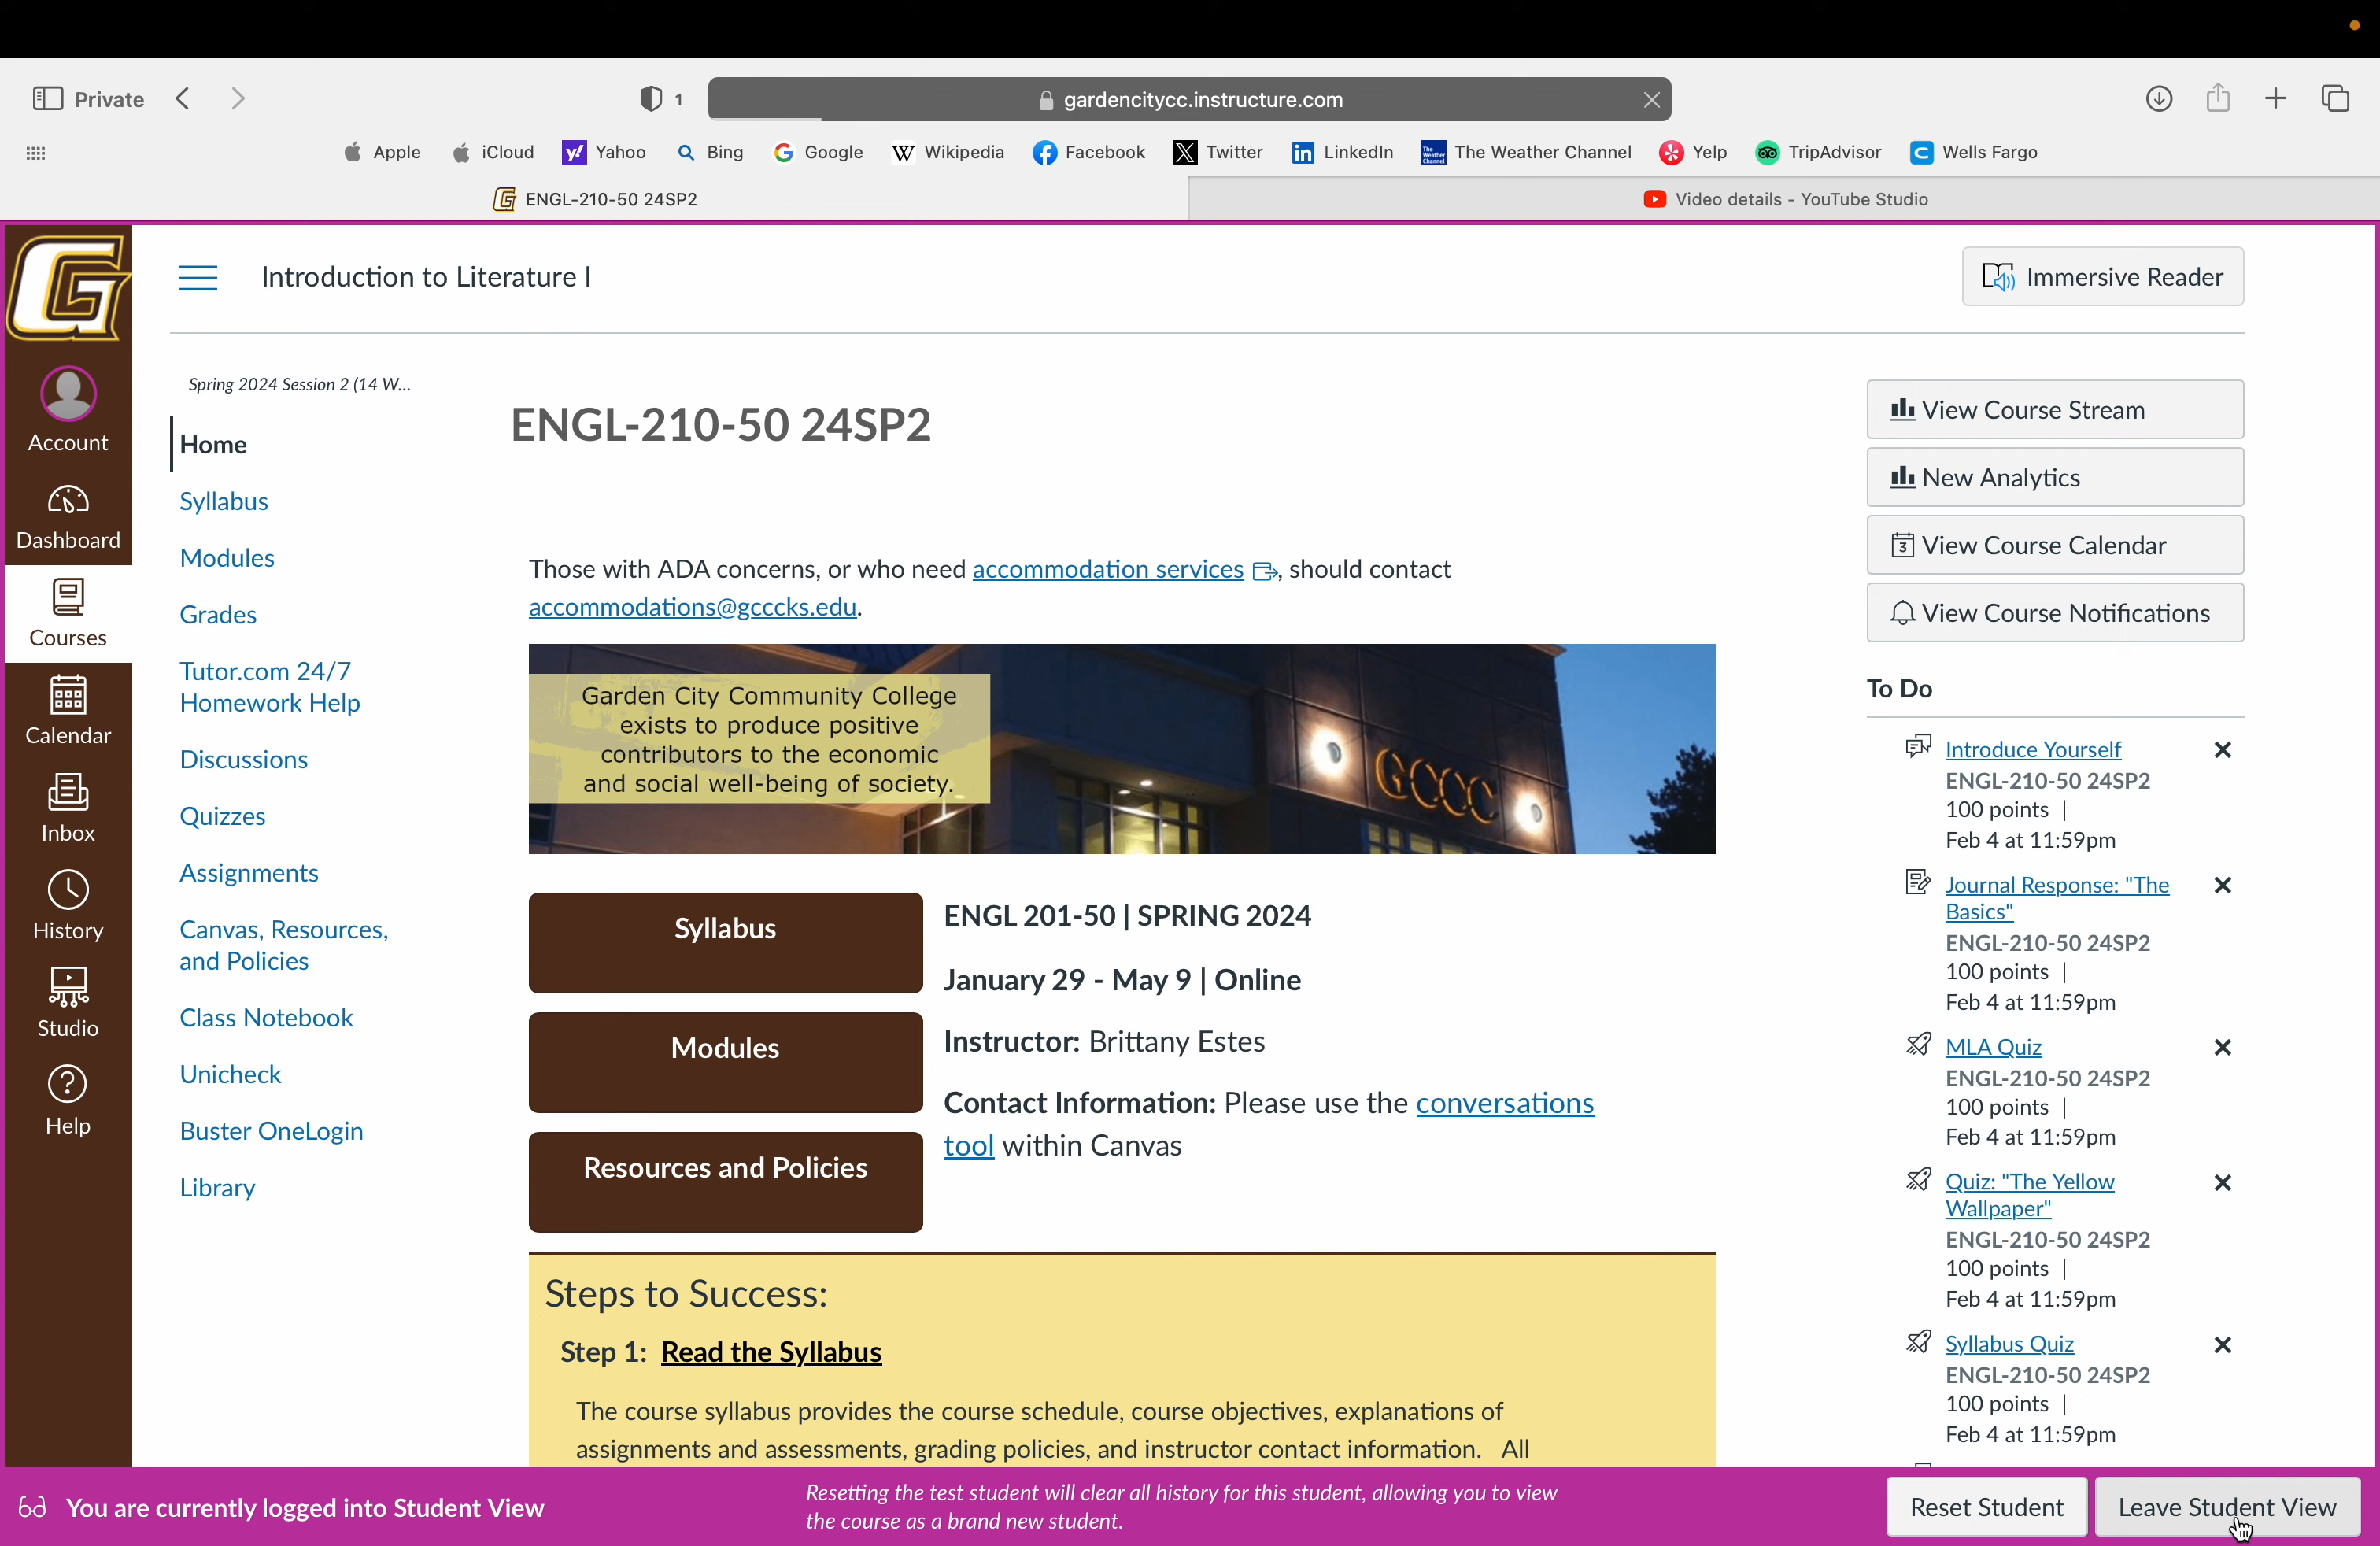 Private
1
gardencitycc.instructure.com
Apple
iCloud
Yahoo
Bing
Google
Wikipedia
Facebook
Twitter
LinkedIn
The Weather Channel
Yelp
TripAdvisor
Wells Fargo
ENGL-210-50 24SP2
Video details - YouTube Studio
Introduction to Literature I
Immersive Reader
Account
Dashboard
Courses
Calendar
Inbox
History
Studio
Help
Spring 2024 Session 2 (14 W...
Home
Syllabus
Modules
Grades
Tutor.com 24/7
Homework Help
Discussions
Quizzes
Assignments
Canvas, Resources,
and Policies
Class Notebook
Unicheck
Buster OneLogin
Library
ENGL-210-50 24SP2
Those with ADA concerns, or who need accommodation services, should contact
accommodations@gcccks.edu.
Garden City Community College
exists to produce positive
contributors to the economic
and social well-being of society.
GCCC
Syllabus
Modules
Resources and Policies
ENGL 201-50 | SPRING 2024
January 29 - May 9 | Online
Instructor: Brittany Estes
Contact Information: Please use the conversations
tool within Canvas
Steps to Success:
Step 1: Read the Syllabus
The course syllabus provides the course schedule, course objectives, explanations of
assignments and assessments, grading policies, and instructor contact information. All
View Course Stream
New Analytics
3 View Course Calendar
View Course Notifications
To Do
Introduce Yourself
ENGL-210-50 24SP2
100 points |
Feb 4 at 11:59pm
Journal Response: "The
Basics"
ENGL-210-50 24SP2
100 points |
Feb 4 at 11:59pm
MLA Quiz
ENGL-210-50 24SP2
100 points |
Feb 4 at 11:59pm
Quiz: "The Yellow
Wallpaper"
ENGL-210-50 24SP2
100 points |
Feb 4 at 11:59pm
Syllabus Quiz
ENGL-210-50 24SP2
100 points |
Feb 4 at 11:59pm
You are currently logged into Student View
Resetting the test student will clear all history for this student, allowing you to view
the course as a brand new student.
Reset Student
Leave Student View